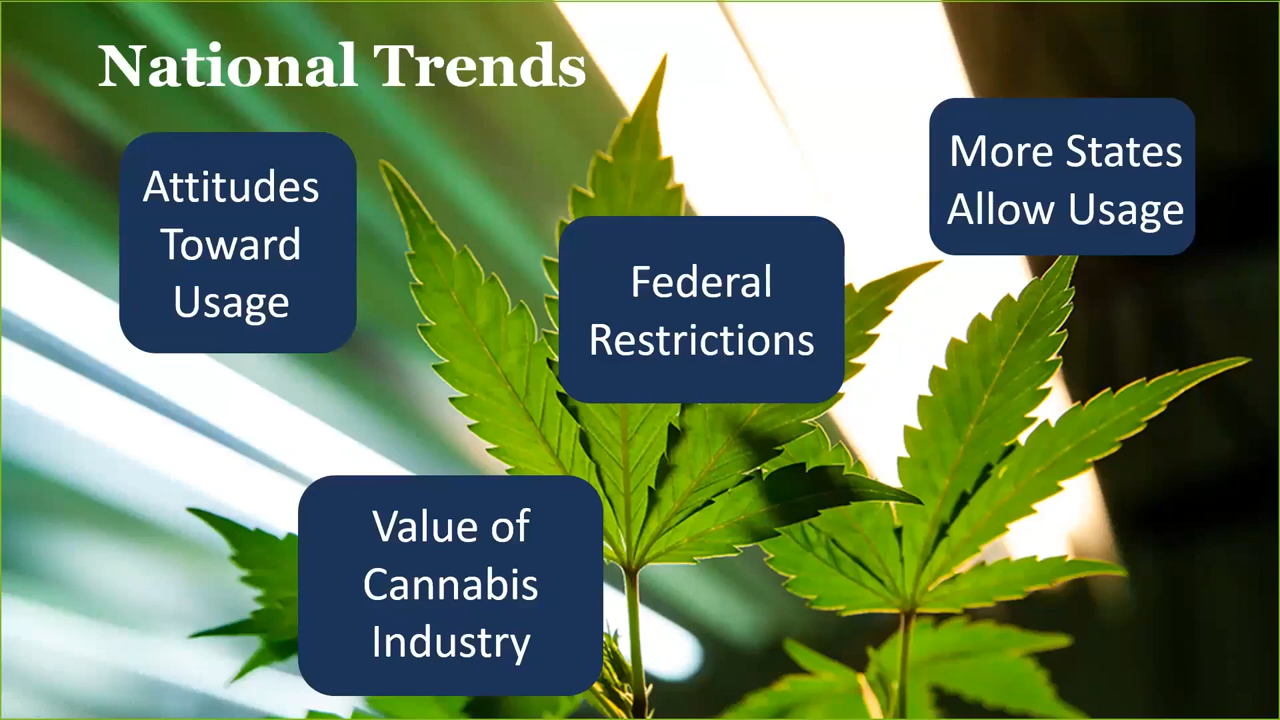 National Trends
Attitudes
Toward
Usage
Federal
Restrictions
More States
Allow Usage
Value of
Cannabis
Industry